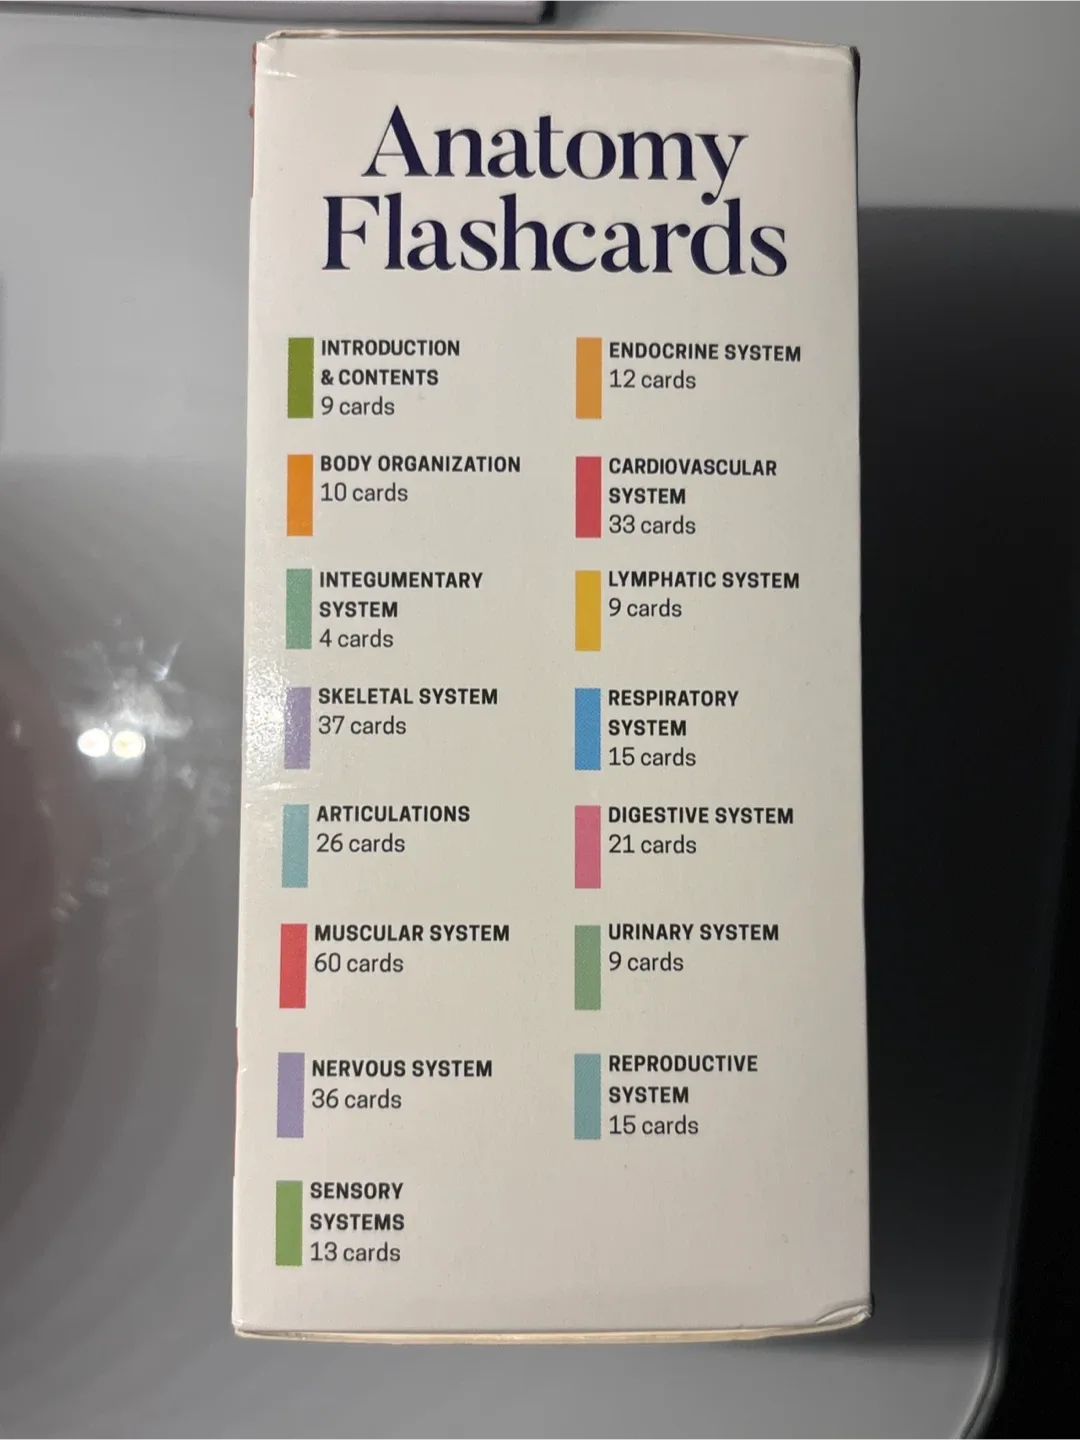 Anatomy
Flashcards
INTRODUCTION
& CONTENTS
9 cards
BODY ORGANIZATION
10 cards
INTEGUMENTARY
SYSTEM
4 cards
SKELETAL SYSTEM
37 cards
ARTICULATIONS
26 cards
MUSCULAR SYSTEM
60 cards
NERVOUS SYSTEM
36 cards
SENSORY
SYSTEMS
13 cards
ENDOCRINE SYSTEM
12 cards
CARDIOVASCULAR
SYSTEM
33 cards
LYMPHATIC SYSTEM
9 cards
RESPIRATORY
SYSTEM
15 cards
DIGESTIVE SYSTEM
21 cards
URINARY SYSTEM
9 cards
REPRODUCTIVE
SYSTEM
15 cards